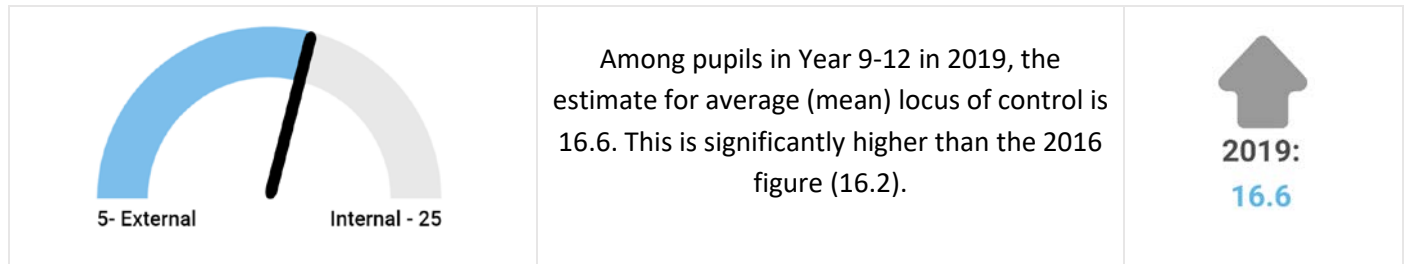 5- External
Internal - 25
Among pupils in Year 9-12 in 2019, the
estimate for average (mean) locus of control is
16.6. This is significantly higher than the 2016
figure (16.2).
2019:
16.6